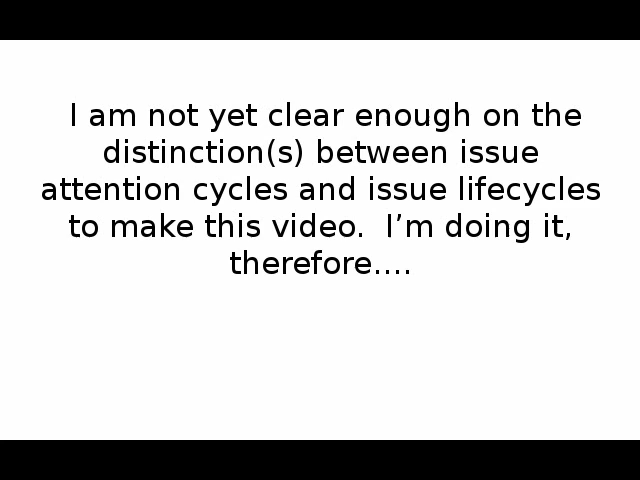 I am not yet clear enough on the
distinction(s) between issue
attention cycles and issue lifecycles
to make this video.  I’m doing it,
therefore....